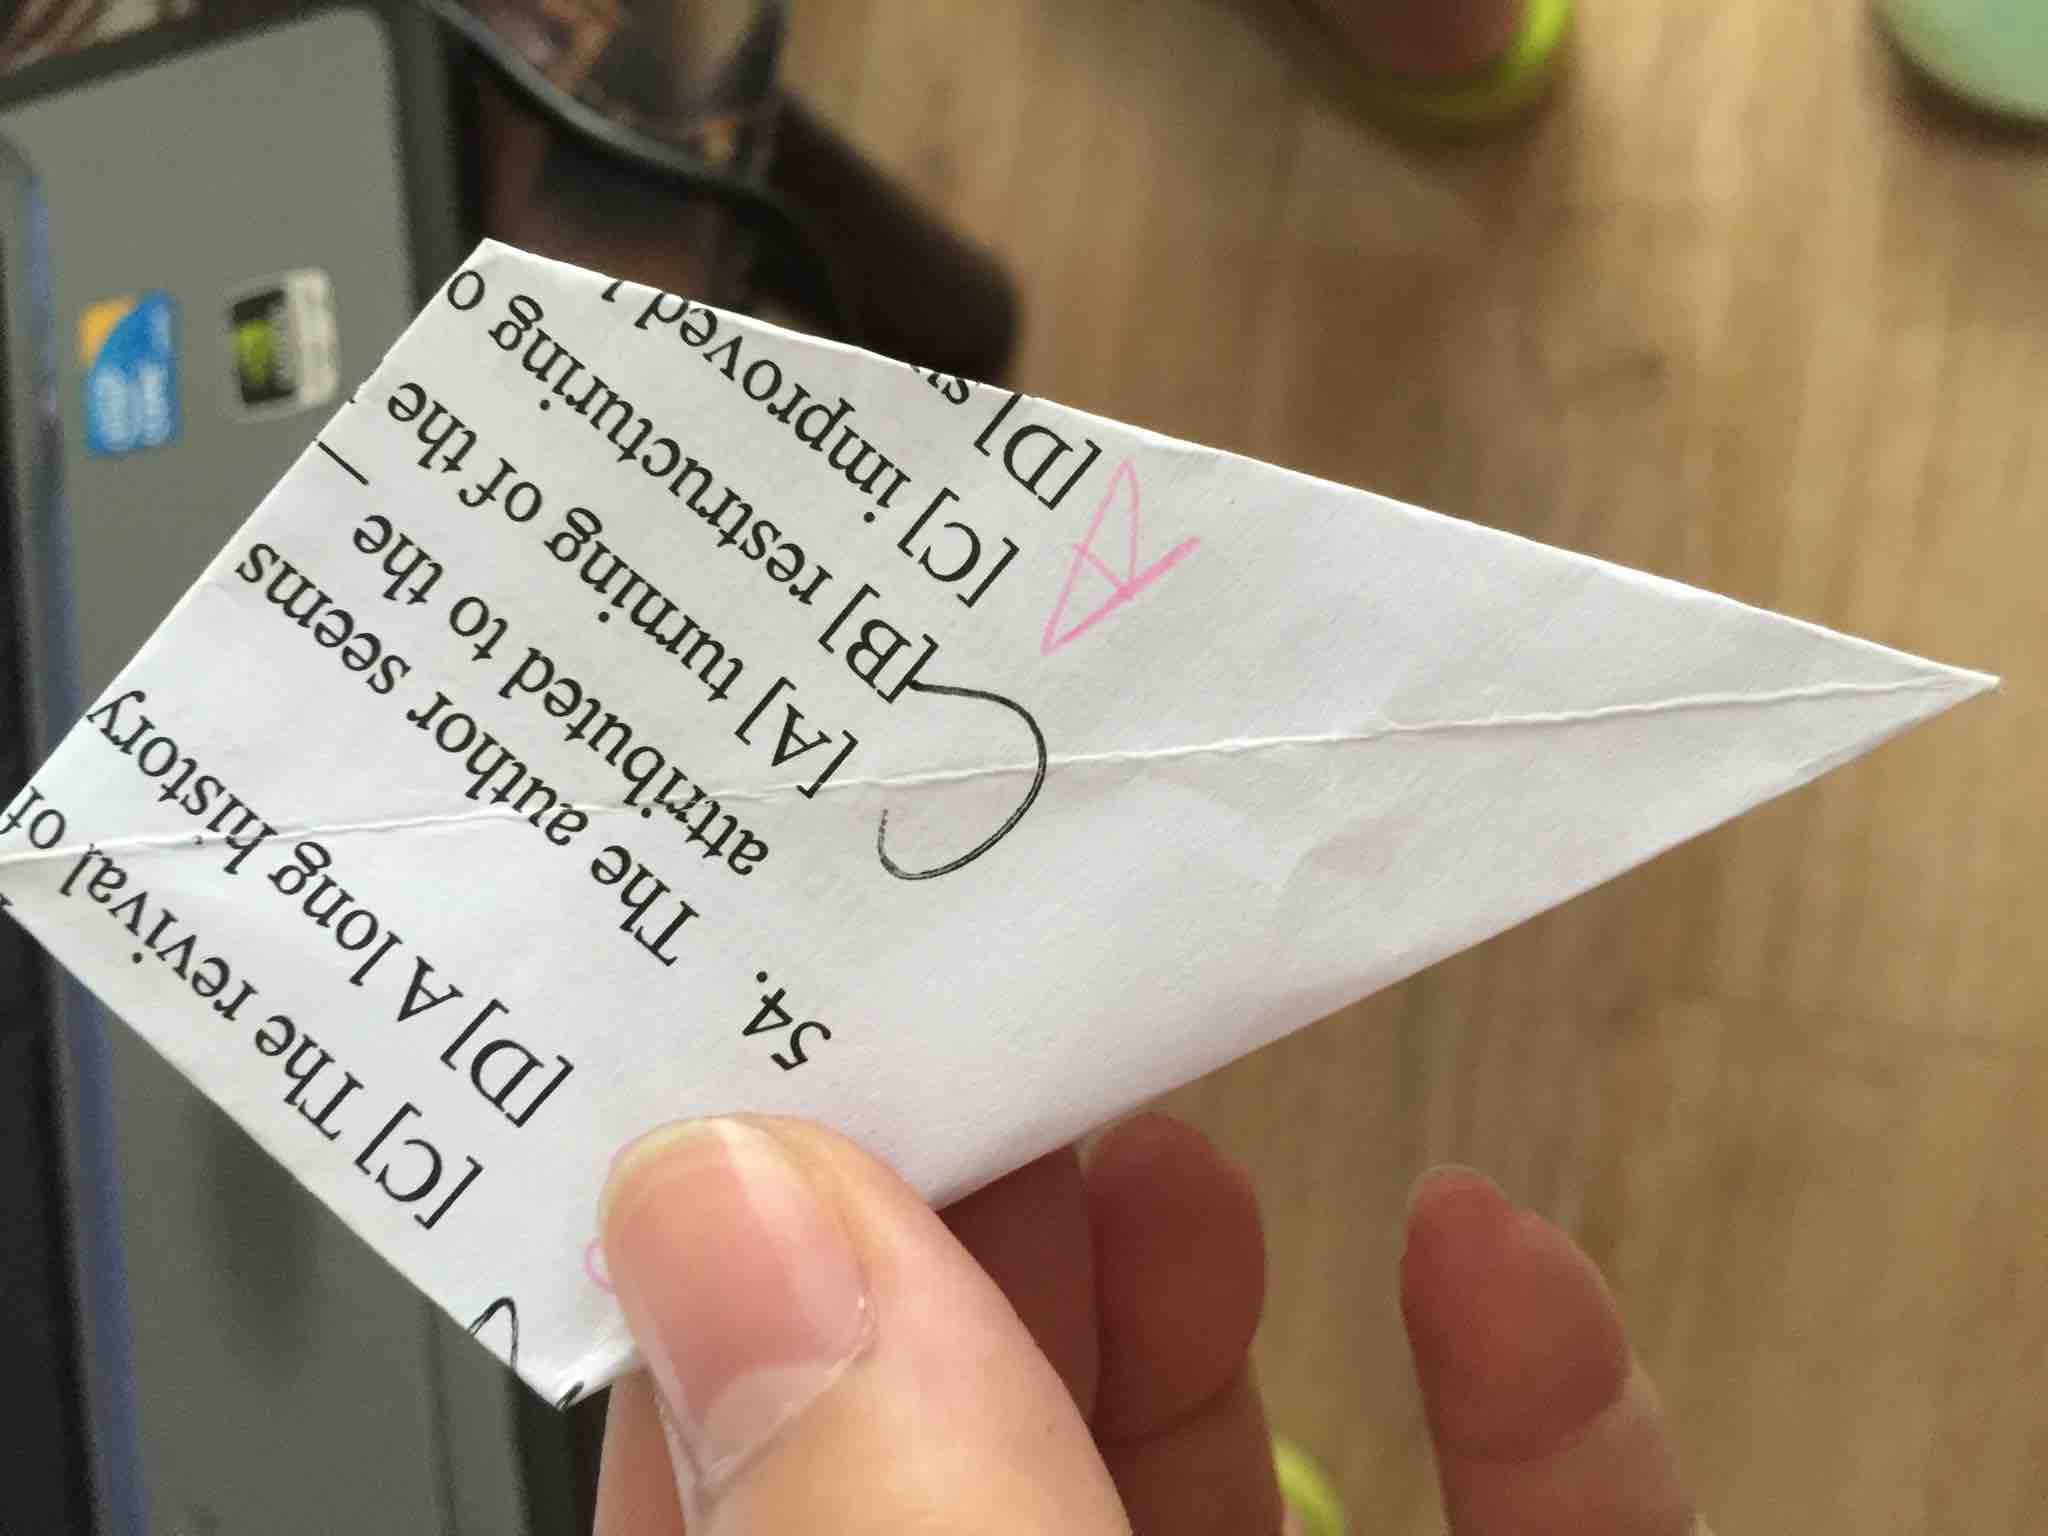 [C] The revival of
[D] A long history
54. The author seems
attributed to the
[A] turning of the
[B] restructuring o
A
[C] improved
[D]